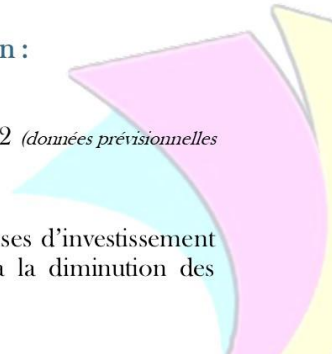 n :
2 (données prévisionnelles
ses d’investissement
à la diminution des